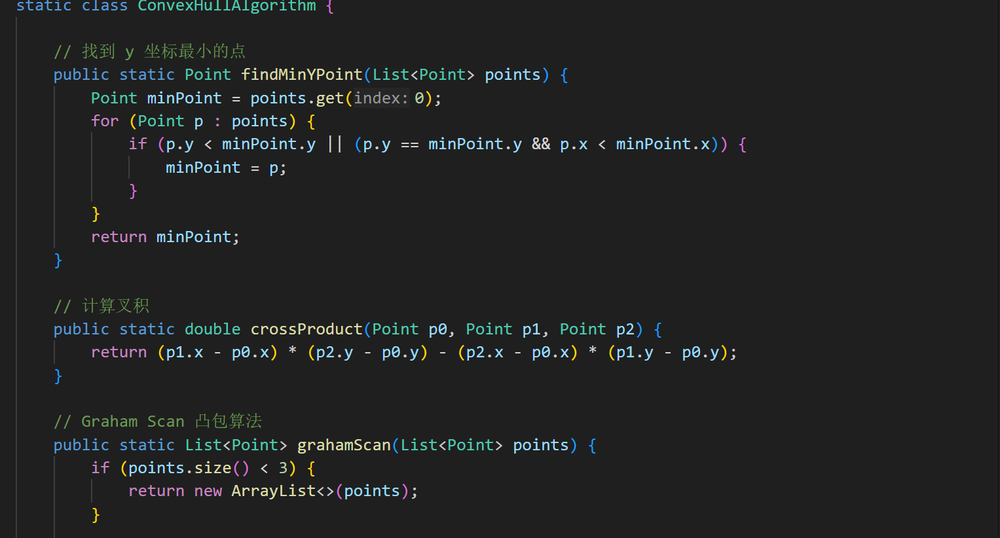 static class ConvexHullAlgorithm {
// 找到 y 坐标最小的点
public static Point findMinYPoint(List<Point> points) {
Point minPoint = points.get(index: 0);
for (Point p : points) {
if (p.y < minPoint.y || (p.y == minPoint.y && p.x < minPoint.x)) {
minPoint = p;
}
}
return minPoint;
}
// 计算叉积
public static double crossProduct(Point p0, Point p1, Point p2) {
return (p1.x - p0.x) * (p2.y - p0.y) - (p2.x - p0.x) * (p1.y - p0.y);
}
// Graham Scan 凸包算法
public static List<Point> grahamScan(List<Point> points) {
if (points.size() < 3) {
return new ArrayList<>(points);
}